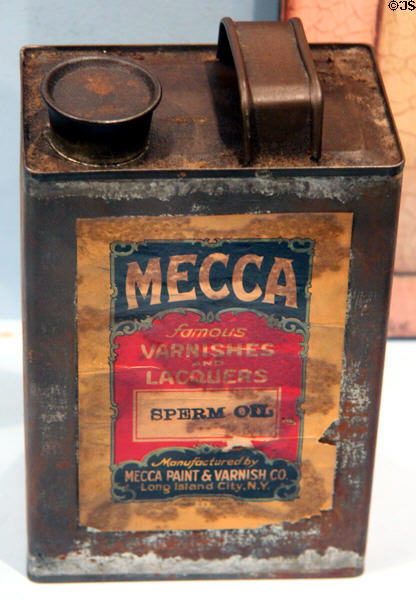 ©JS
MECCA
famous
VARNISHES
AND
LACQUERS
SPERM OIL
Manufactured by
MECCA PAINT & VARNISH CO.
Long Island City, N.Y.